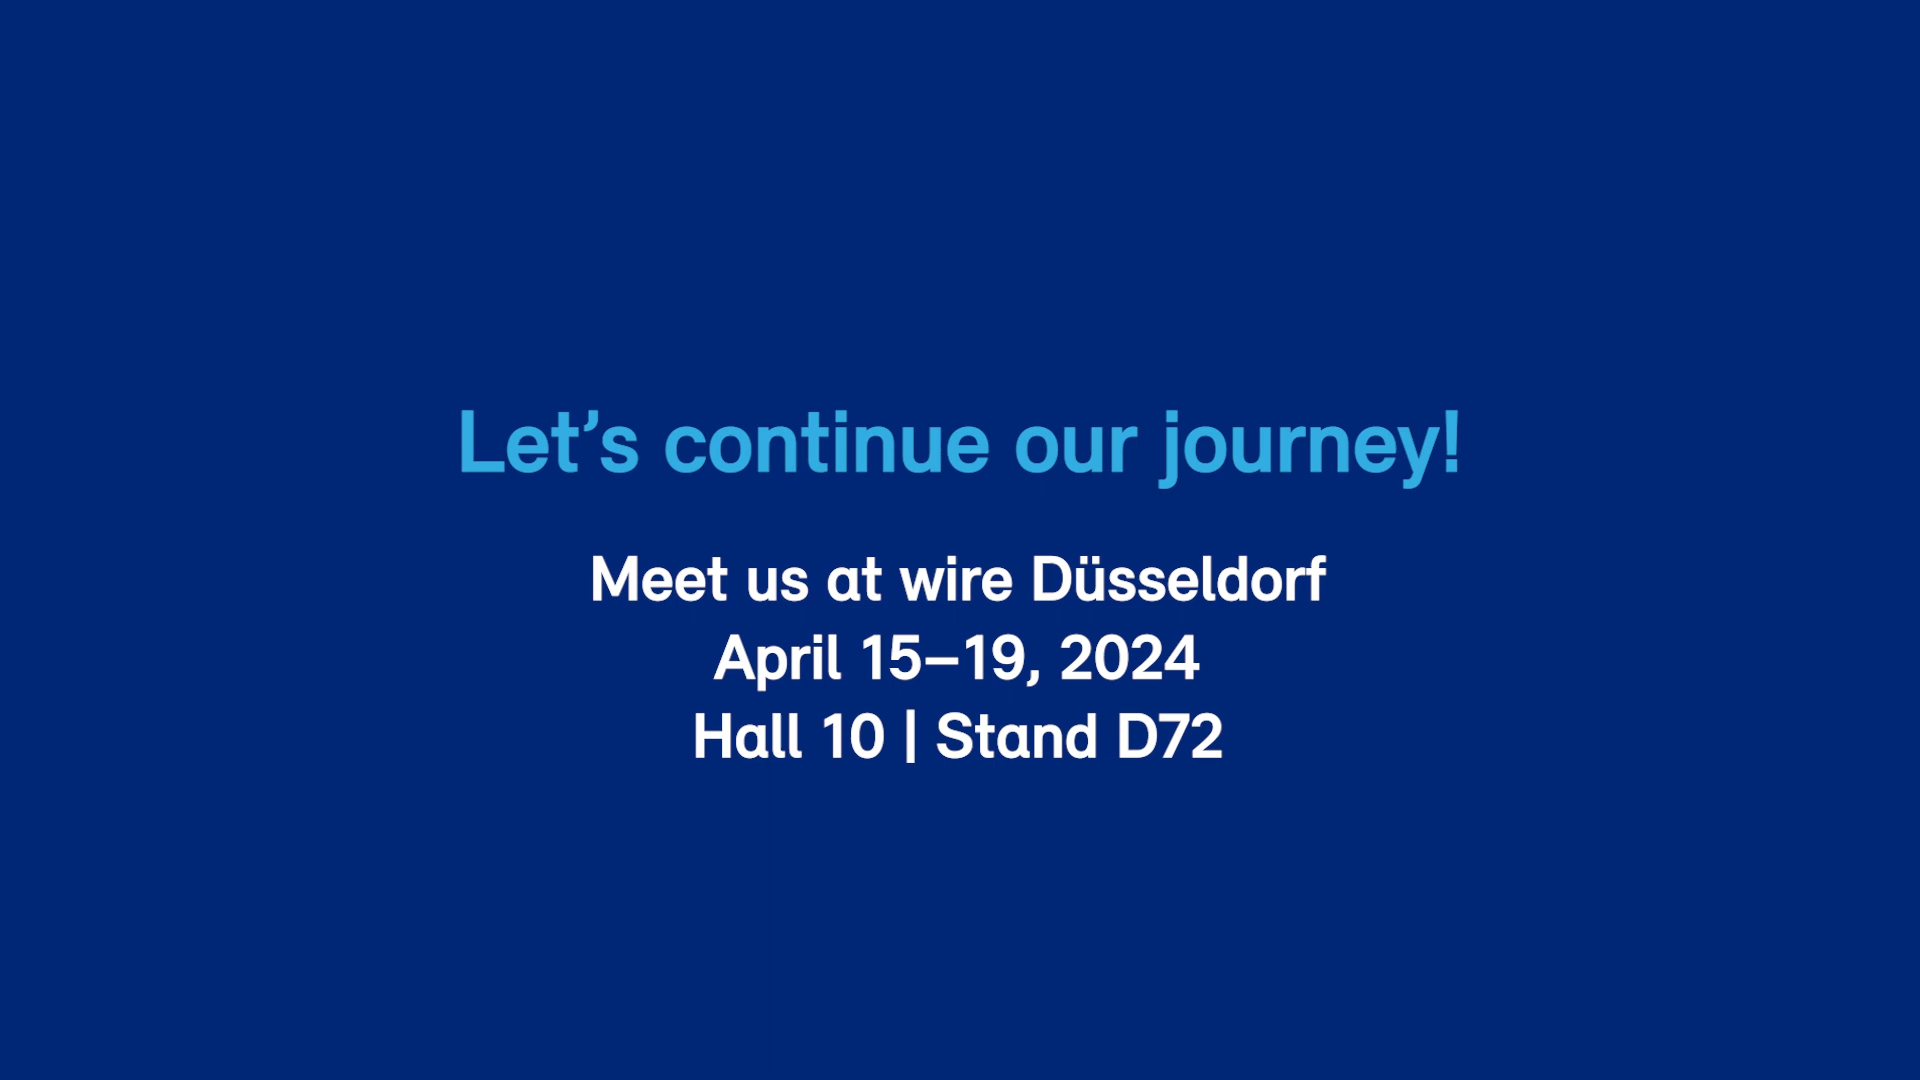 Let’s continue our journey!
Meet us at wire Düsseldorf
April 15–19, 2024
Hall 10 | Stand D72